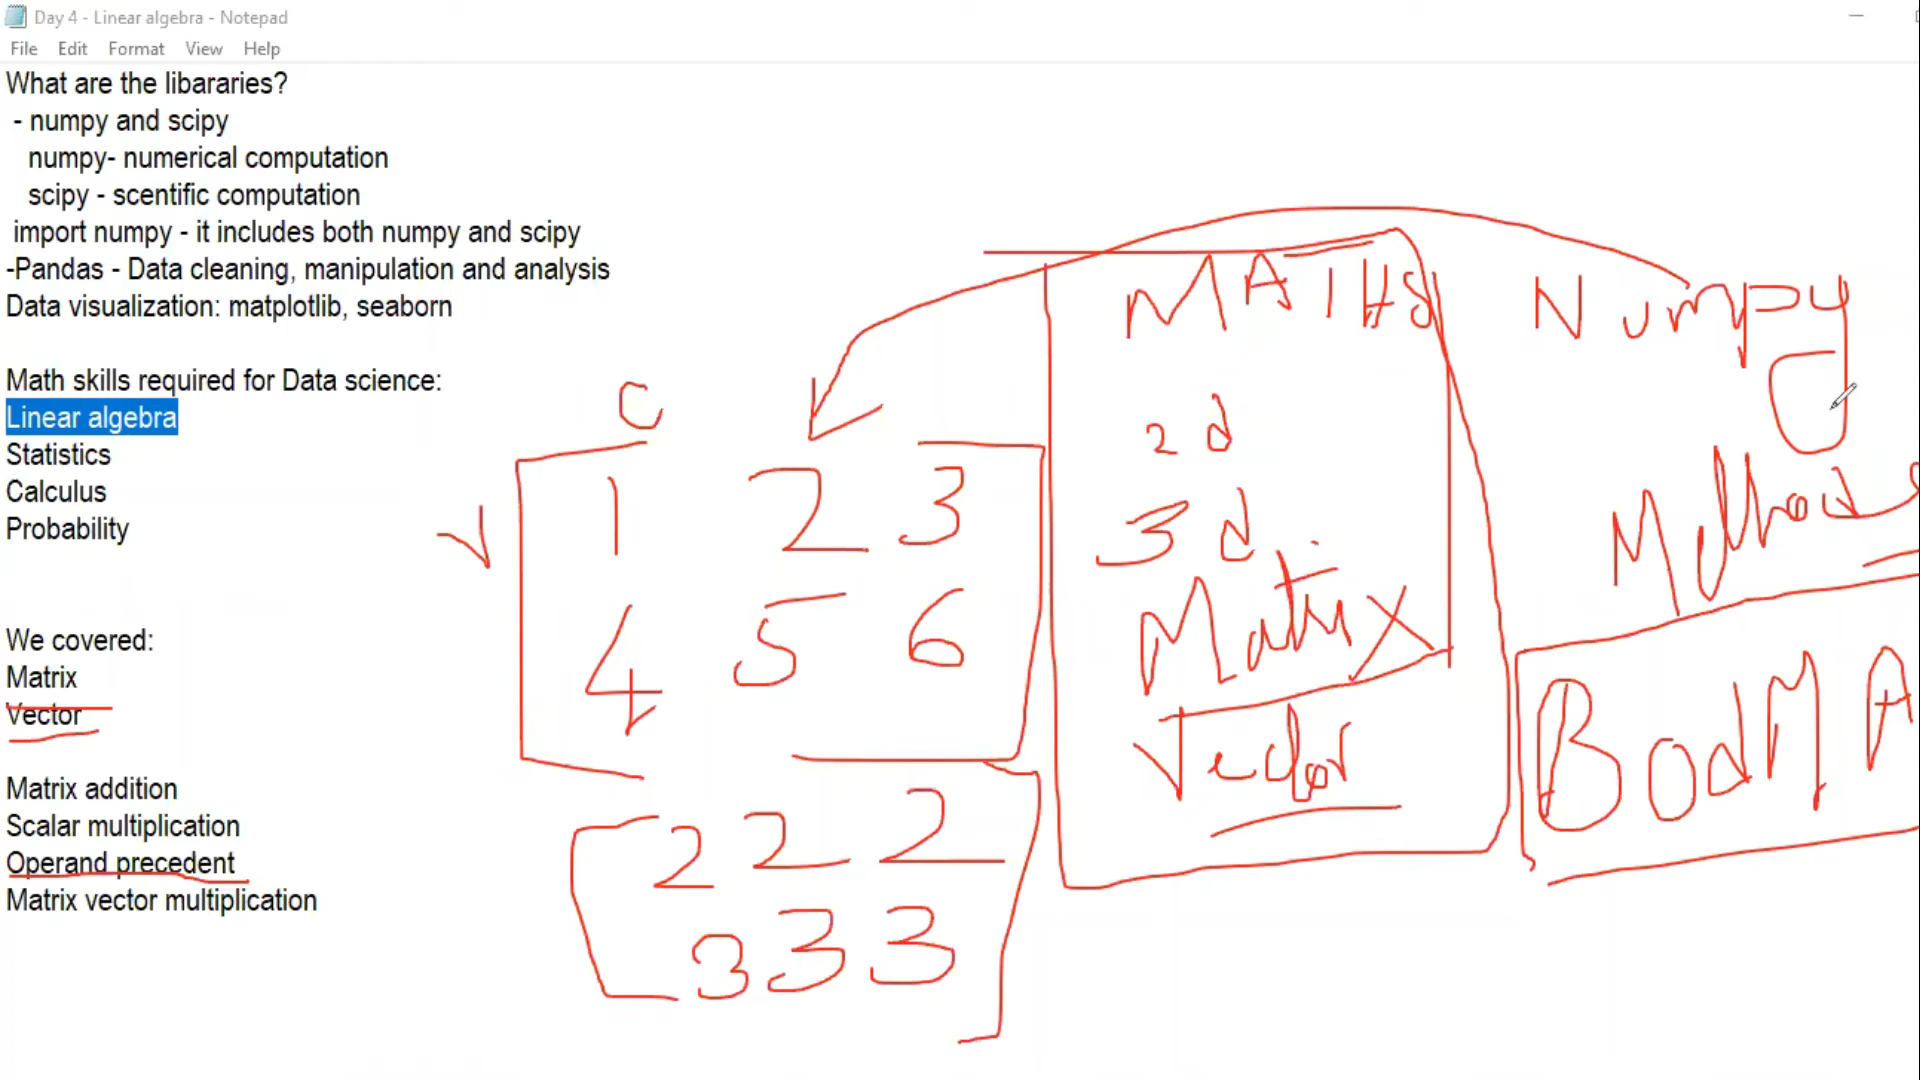 Day 4 - Linear algebra - Notepad
File Edit Format View Help
What are the libararies?
- numpy and scipy
numpy- numerical computation
scipy - scentific computation
import numpy - it includes both numpy and scipy
-Pandas - Data cleaning, manipulation and analysis
Data visualization: matplotlib, seaborn
Math skills required for Data science:
Linear algebra
Statistics
Calculus
Probability
We covered:
Matrix
Vector
Matrix addition
Scalar multiplication
Operand precedent
Matrix vector multiplication
C
1 2 3
4 5 6
2 2 2
3 3 3
MATHS
2 d
3 d
Matrix
Vector
Numpy
Methods
BodMA